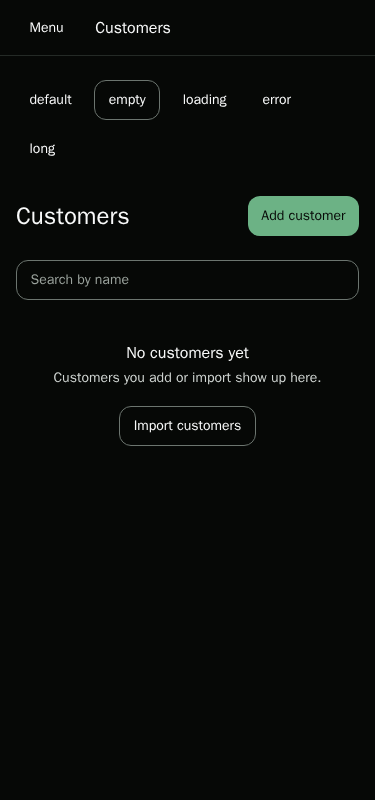 Menu Customers
default empty loading error
long
Customers Add customer
Search by name
No customers yet
Customers you add or import show up here.
Import customers